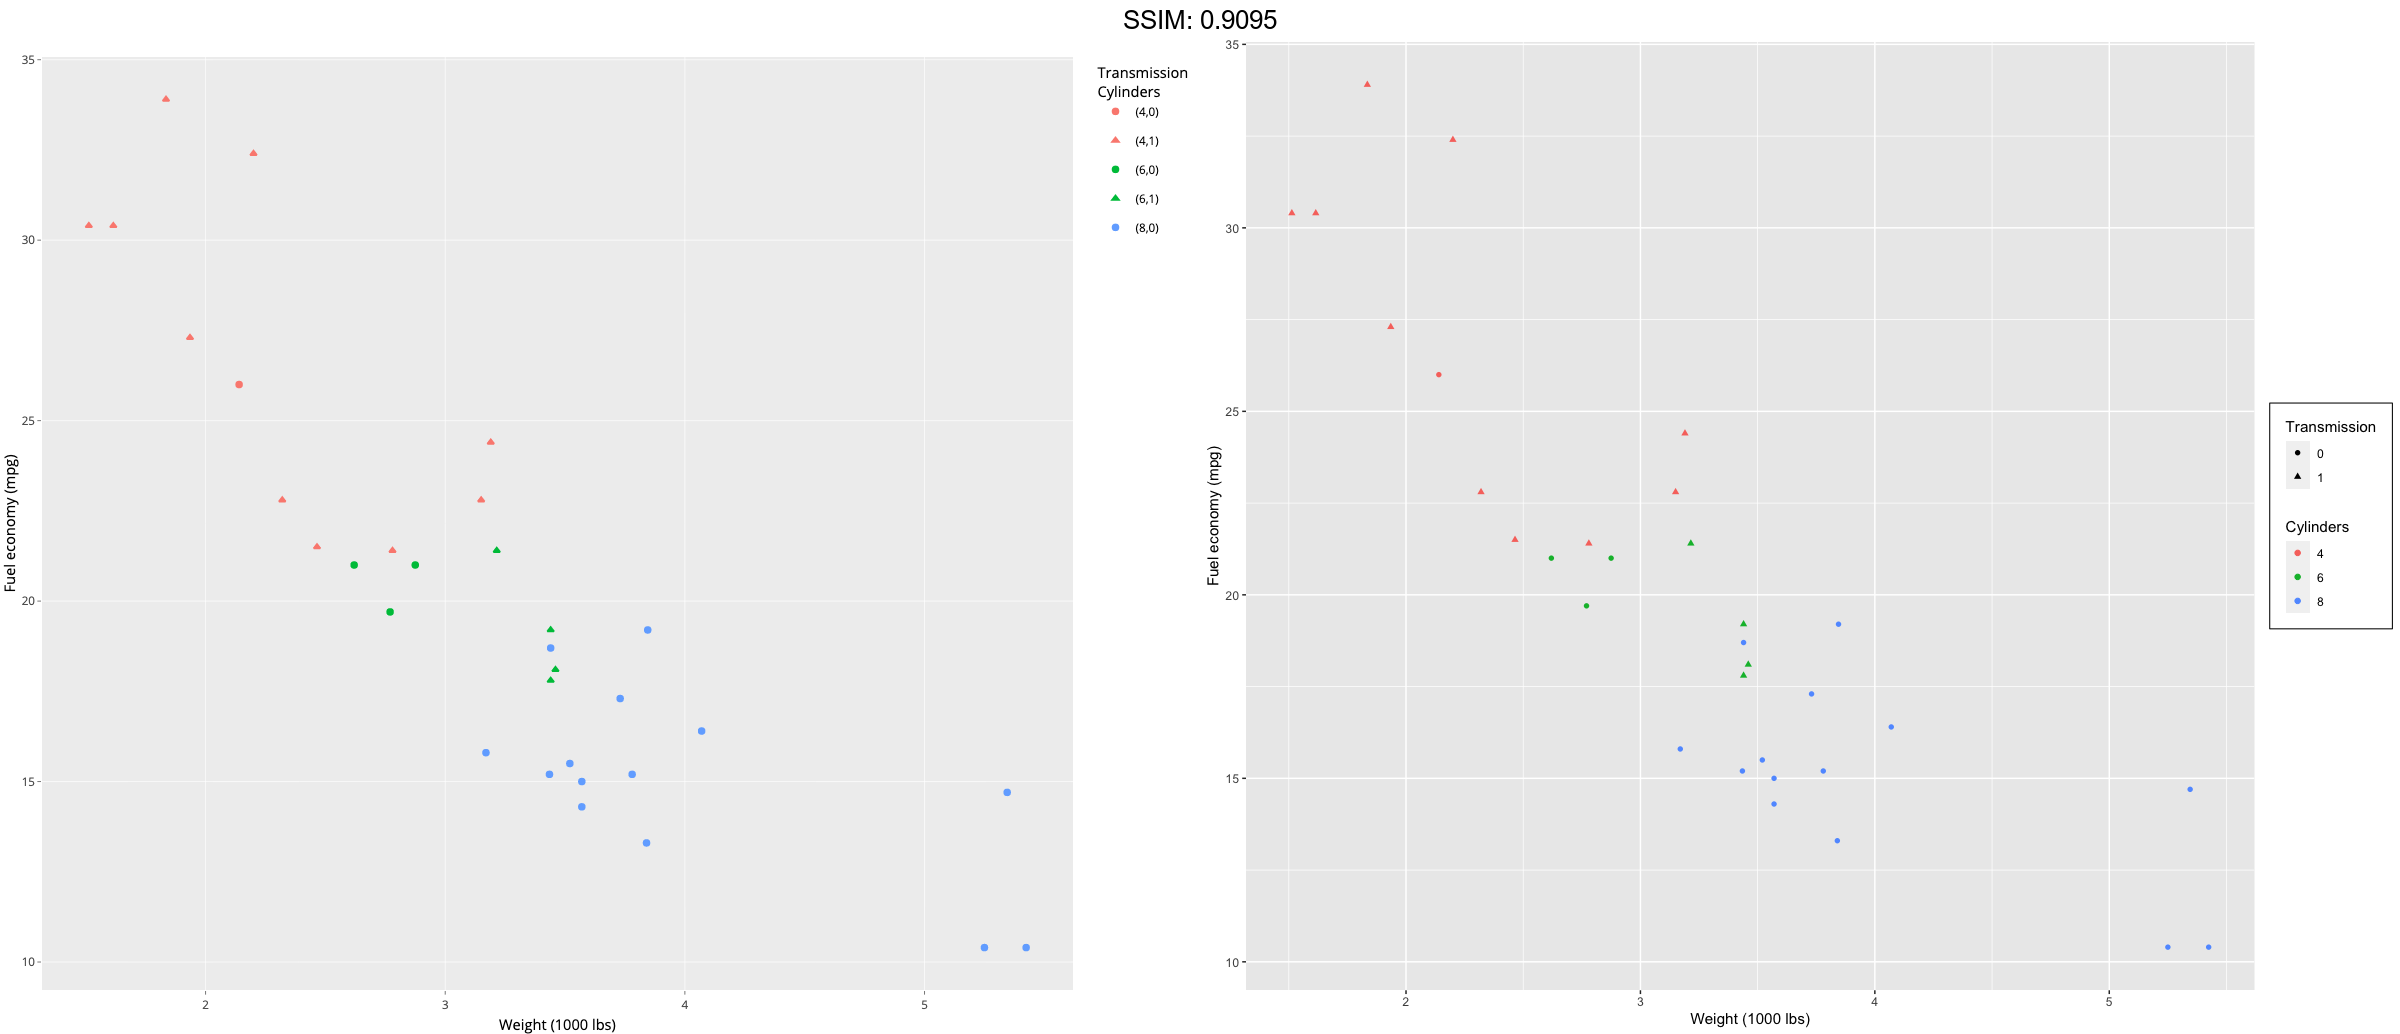 SSIM: 0.9095
35
30
25
20
15
10
Fuel economy (mpg)
2 3 4 5
Weight (1000 lbs)
Transmission
Cylinders
(4,0)
(4,1)
(6,0)
(6,1)
(8,0)
35
30
25
20
15
10
Fuel economy (mpg)
2 3 4 5
Weight (1000 lbs)
Transmission
0
1
Cylinders
4
6
8